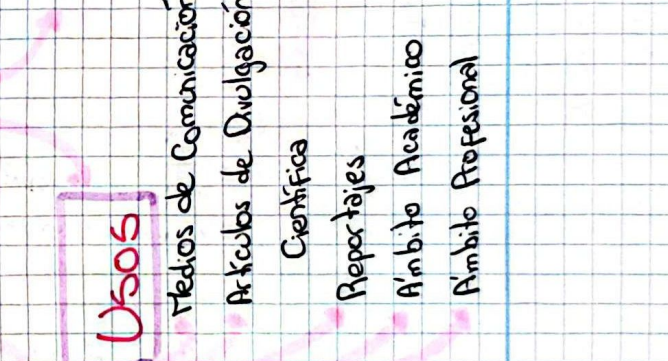 USOS
Medios de Comunicación
Artículos de Divulgación
Científica
Reportajes
Ámbito Académico
Ámbito Profesional